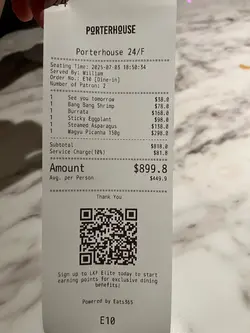 PORTERHOUSE
Porterhouse 24/F
Seating Time: 2025-07-03 18:50:34
Served By: William
Order No.: E10 (Dine-in)
Number of Patron: 2
1 See you tomorrow $38.0
1 Bang Bang Shrimp $78.0
1 Burrata $168.0
1 Sticky Eggplant $98.0
1 Steamed Asparagus $138.0
1 Wagyu Picanha 350g $298.0
Subtotal $818.0
Service Charge(10%) $81.8
Amount $899.8
Avg. per Person $449.9
Thank You
Sign up to LKF Elite today to start
earning points for exclusive dining
benefits!
Powered by Eats365
E10